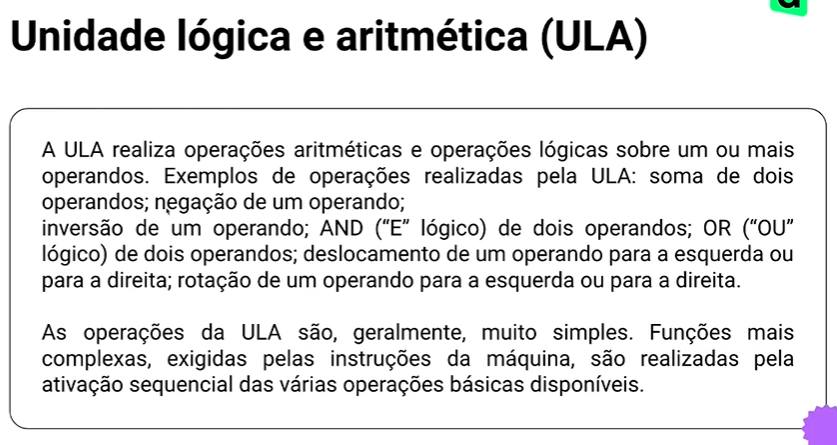 Unidade lógica e aritmética (ULA)
A ULA realiza operações aritméticas e operações lógicas sobre um ou mais
operandos. Exemplos de operações realizadas pela ULA: soma de dois
operandos; negação de um operando;
inversão de um operando; AND (“E” lógico) de dois operandos; OR (“OU”
lógico) de dois operandos; deslocamento de um operando para a esquerda ou
para a direita; rotação de um operando para a esquerda ou para a direita.
As operações da ULA são, geralmente, muito simples. Funções mais
complexas, exigidas pelas instruções da máquina, são realizadas pela
ativação sequencial das várias operações básicas disponíveis.